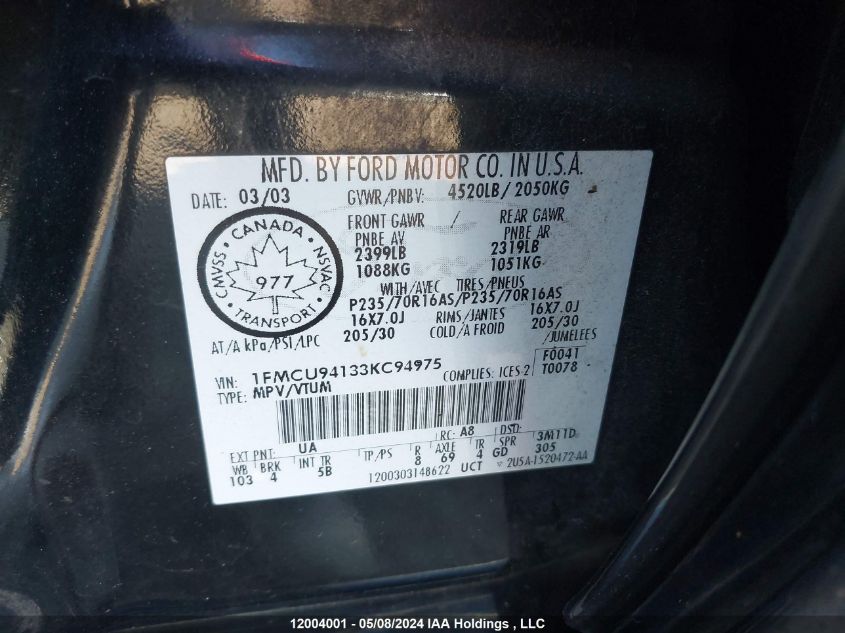 MFD. BY FORD MOTOR CO. IN U.S.A.
DATE: 03/03 GVWR/PNBV: 4520LB/2050KG
FRONT GAWR / REAR GAWR
PNBE AV PNBE AR
2399LB 2319LB
1088KG 1051KG
CMVSS · CANADA · NSVAC
977
TRANSPORT
WITH/AVEC TIRES/PNEUS
P235/70R16AS/P235/70R16AS
16X7.0J RIMS/JANTES 16X7.0J
AT/A kPa/PSI/LPC 205/30 COLD/A FROID 205/30
/JUMELEES
VIN: 1FMCU94133KC94975 COMPLIES: ICES-2 F0041
TYPE: MPV/VTUM T0078
EXT PNT: UA RC: A8 DSO:
WB BRK INT TR TP/PS R AXLE TR SPR 3M11D
103 4 5B 8 69 4 GD 305
1200303148622 UCT 2U5A-1520472-AA
12004001 - 05/08/2024 IAA Holdings , LLC